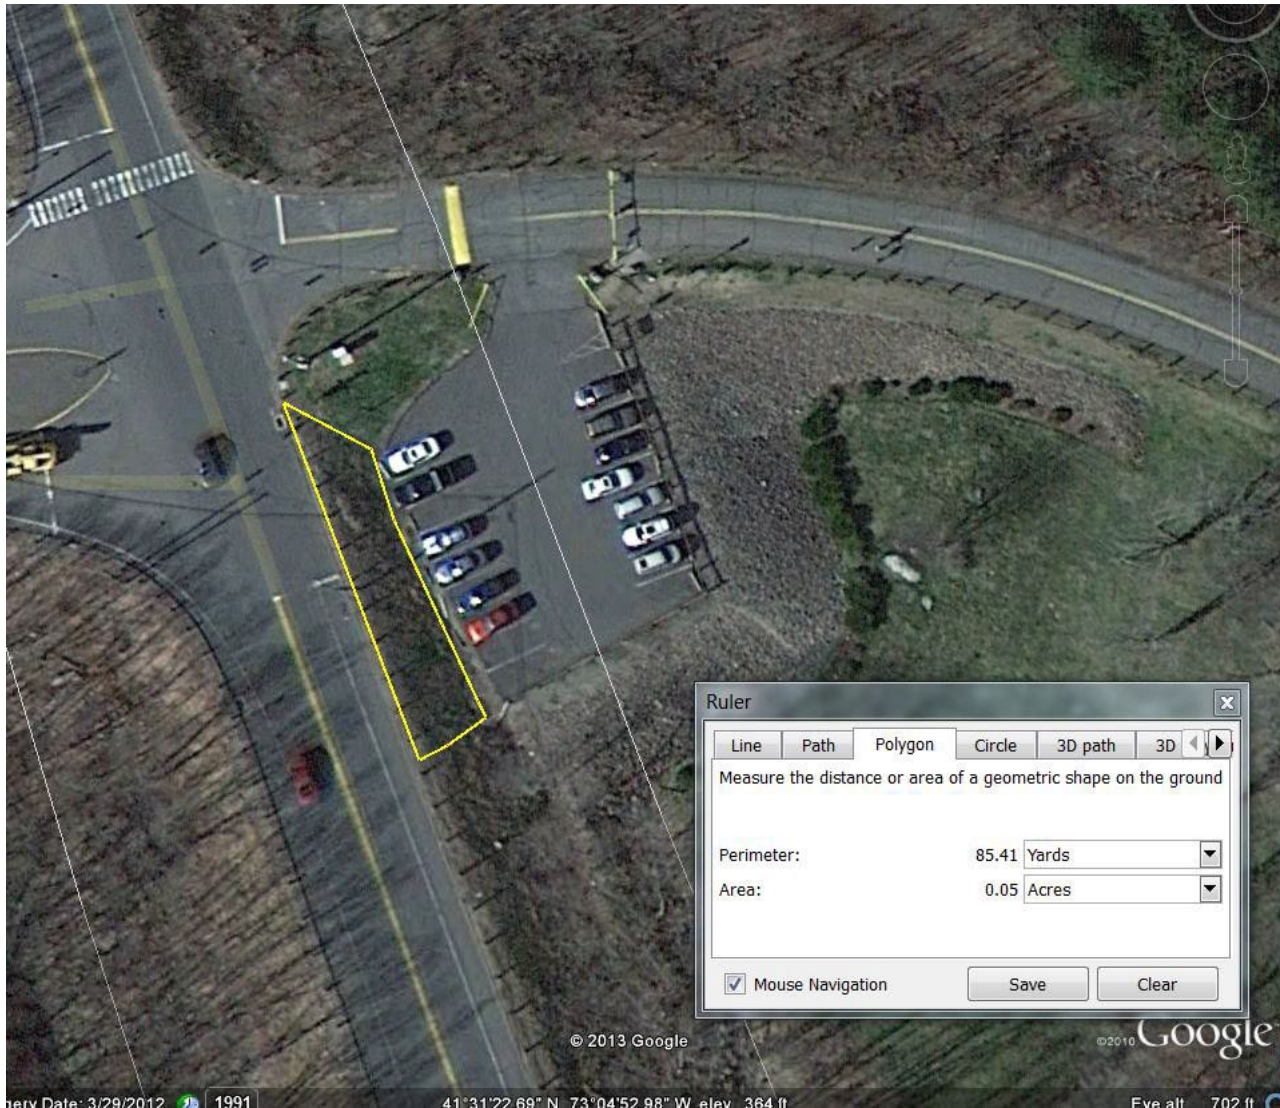 Ruler
Line Path Polygon Circle 3D path 3D
Measure the distance or area of a geometric shape on the ground
Perimeter: 85.41 Yards
Area: 0.05 Acres
Mouse Navigation Save Clear
© 2013 Google
©2010 Google
gery Date: 3/29/2012 1991 41°31'22.69" N 73°04'52.98" W elev 364 ft Eye alt 702 ft